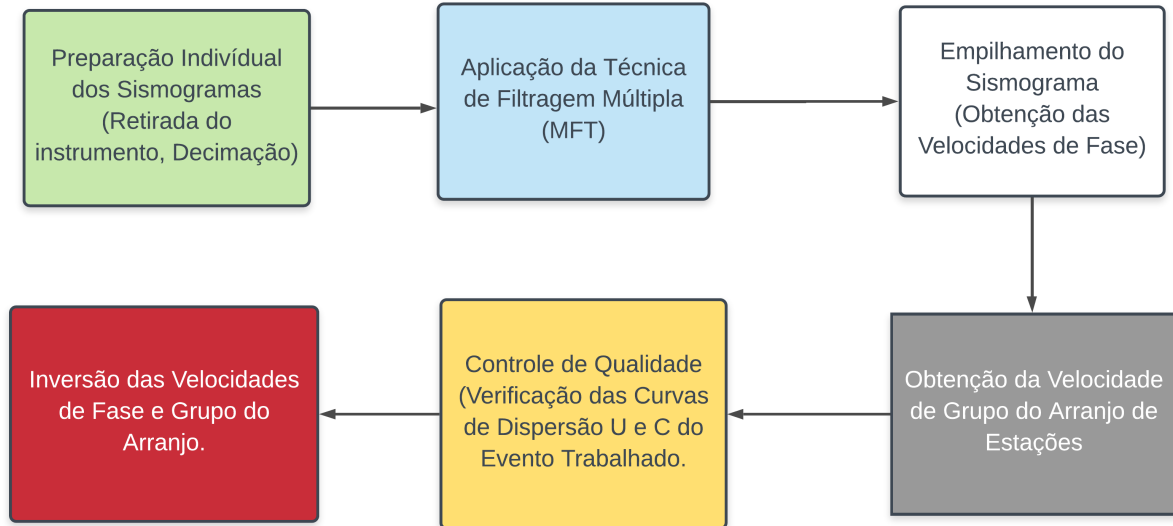 Preparação Indivídual
dos Sismogramas
(Retirada do
instrumento, Decimação)
Aplicação da Técnica
de Filtragem Múltipla
(MFT)
Empilhamento do
Sismograma
(Obtenção das
Velocidades de Fase)
Obtenção da Velocidade
de Grupo do Arranjo de
Estações
Controle de Qualidade
(Verificação das Curvas
de Dispersão U e C do
Evento Trabalhado.
Inversão das Velocidades
de Fase e Grupo do
Arranjo.